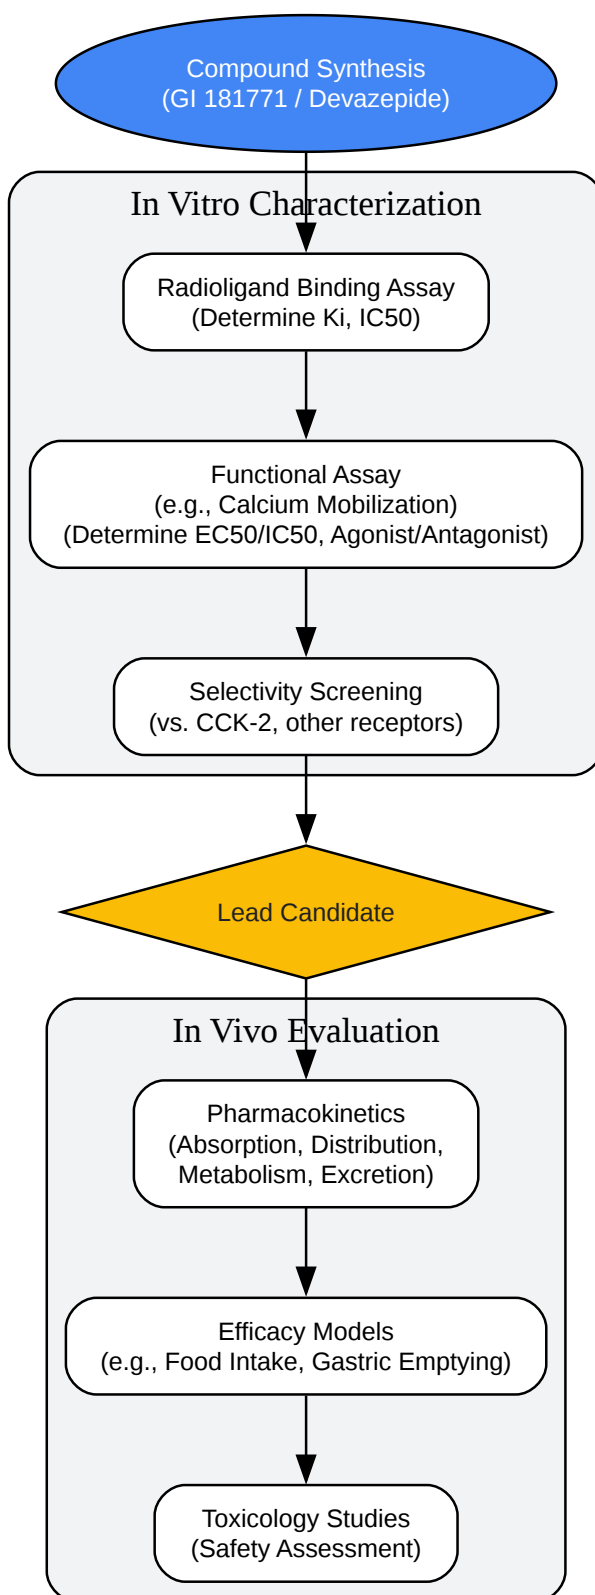 Compound Synthesis
(GI 181771 / Devazepide)
In Vitro Characterization
Radioligand Binding Assay
(Determine Ki, IC50)
Functional Assay
(e.g., Calcium Mobilization)
(Determine EC50/IC50, Agonist/Antagonist)
Selectivity Screening
(vs. CCK-2, other receptors)
Lead Candidate
In Vivo Evaluation
Pharmacokinetics
(Absorption, Distribution,
Metabolism, Excretion)
Efficacy Models
(e.g., Food Intake, Gastric Emptying)
Toxicology Studies
(Safety Assessment)